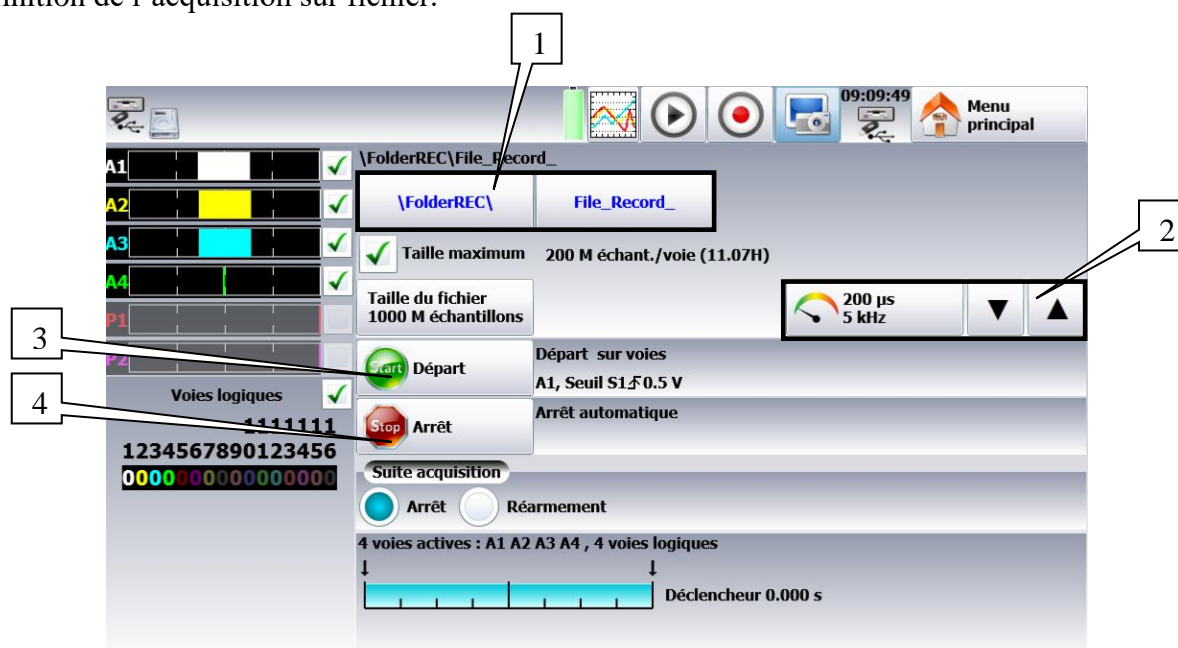 nition de l'acquisition sur fichier.
1
09:09:49
Menu
principal
A1
\FolderREC\File_Record_
\FolderREC\ File_Record_
A2
A3
Taille maximum 200 M échant./voie (11.07H)
2
A4
Taille du fichier
1000 M échantillons
200 µs
5 kHz
P1
3
P2
Start Départ
Départ sur voies
A1, Seuil S1 0.5 V
4
Voies logiques
Stop Arrêt
Arrêt automatique
1111111
1234567890123456
0000000000000000
Suite acquisition
Arrêt Réarmement
4 voies actives : A1 A2 A3 A4 , 4 voies logiques
Déclencheur 0.000 s